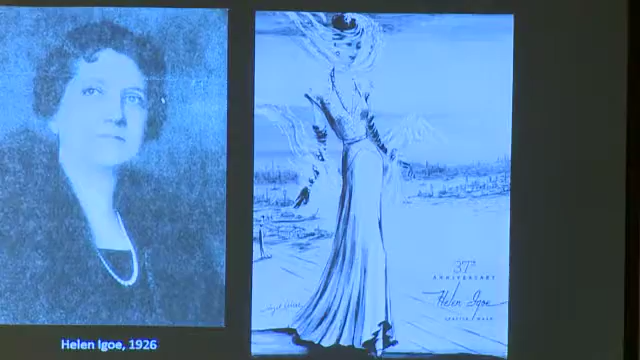 Helen Igoe, 1926
37th
ANNIVERSARY
Helen Igoe
SEATTLE WASH